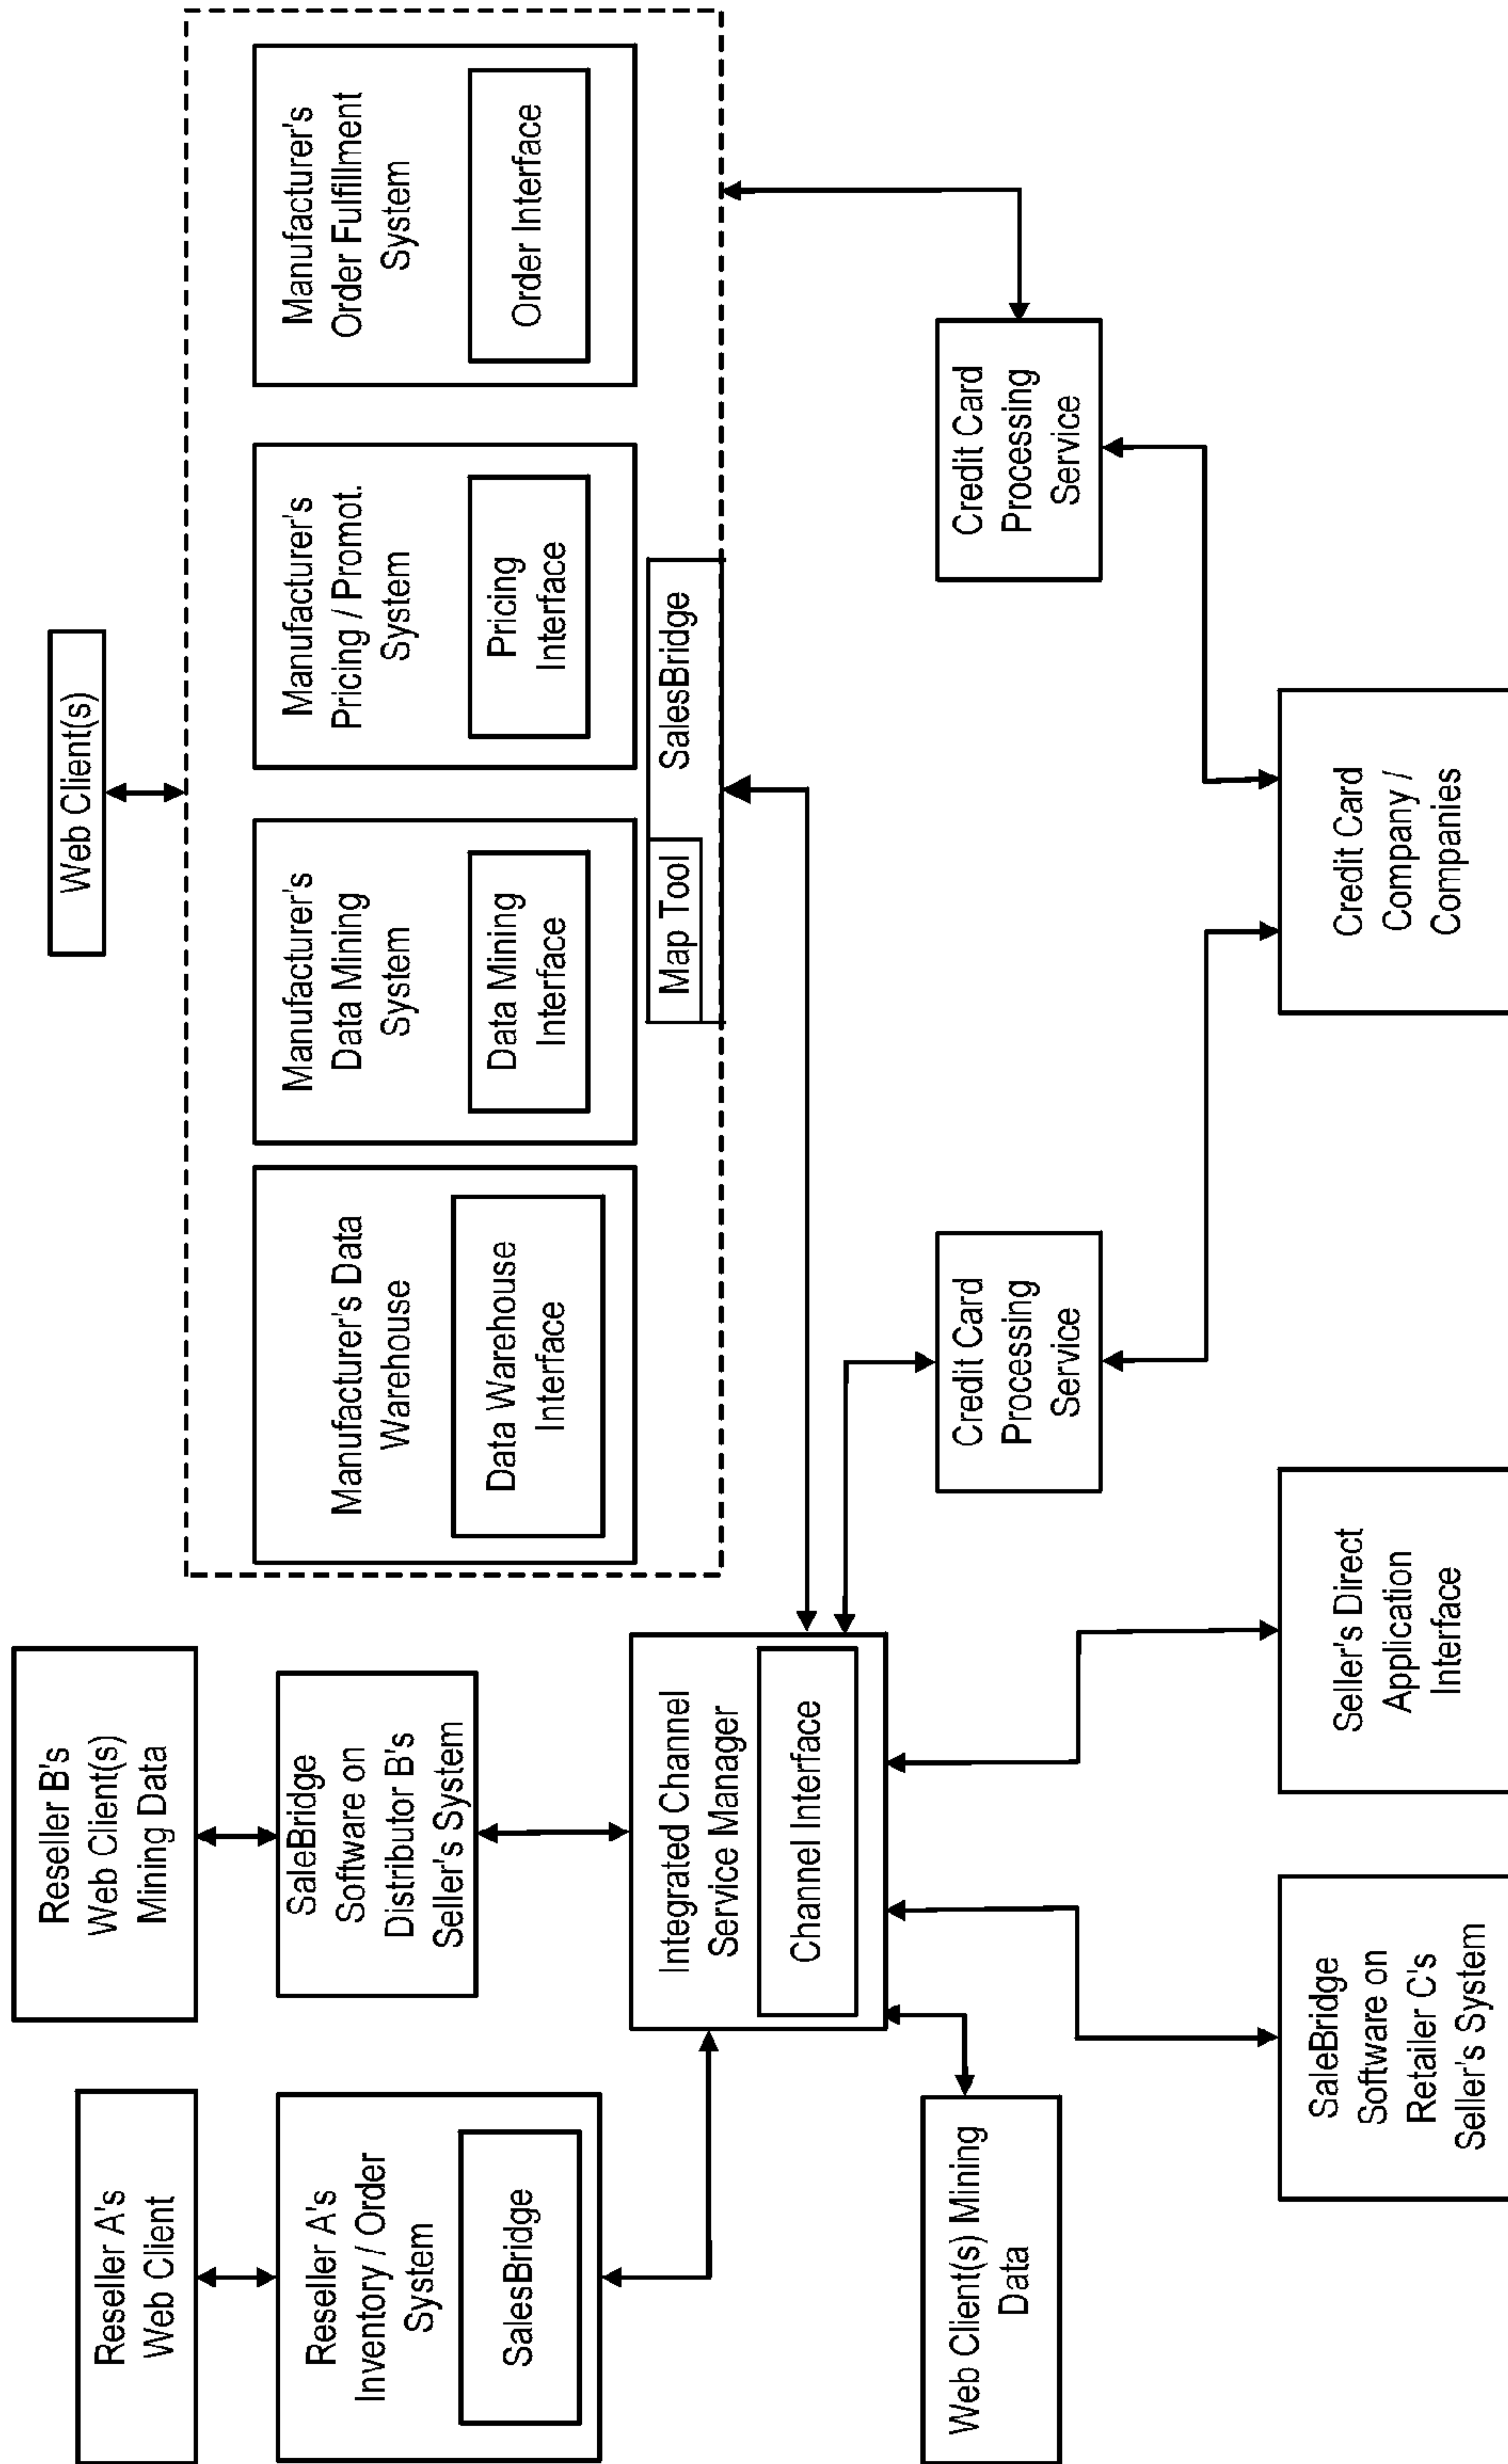 Reseller A's
Web Client
Reseller B's
Web Client(s)
Mining Data
Web Client(s)
Reseller A's
Inventory / Order
System
SalesBridge
SaleBridge
Software on
Distributor B's
Seller's System
Manufacturer's Data
Warehouse
Data Warehouse
Interface
Manufacturer's
Data Mining
System
Data Mining
Interface
Manufacturer's
Pricing / Promot.
System
Pricing
Interface
Manufacturer's
Order Fulfillment
System
Order Interface
Map Tool
SalesBridge
Integrated Channel
Service Manager
Channel Interface
Web Client(s) Mining
Data
Credit Card
Processing
Service
Credit Card
Processing
Service
SaleBridge
Software on
Retailer C's
Seller's System
Seller's Direct
Application
Interface
Credit Card
Company /
Companies